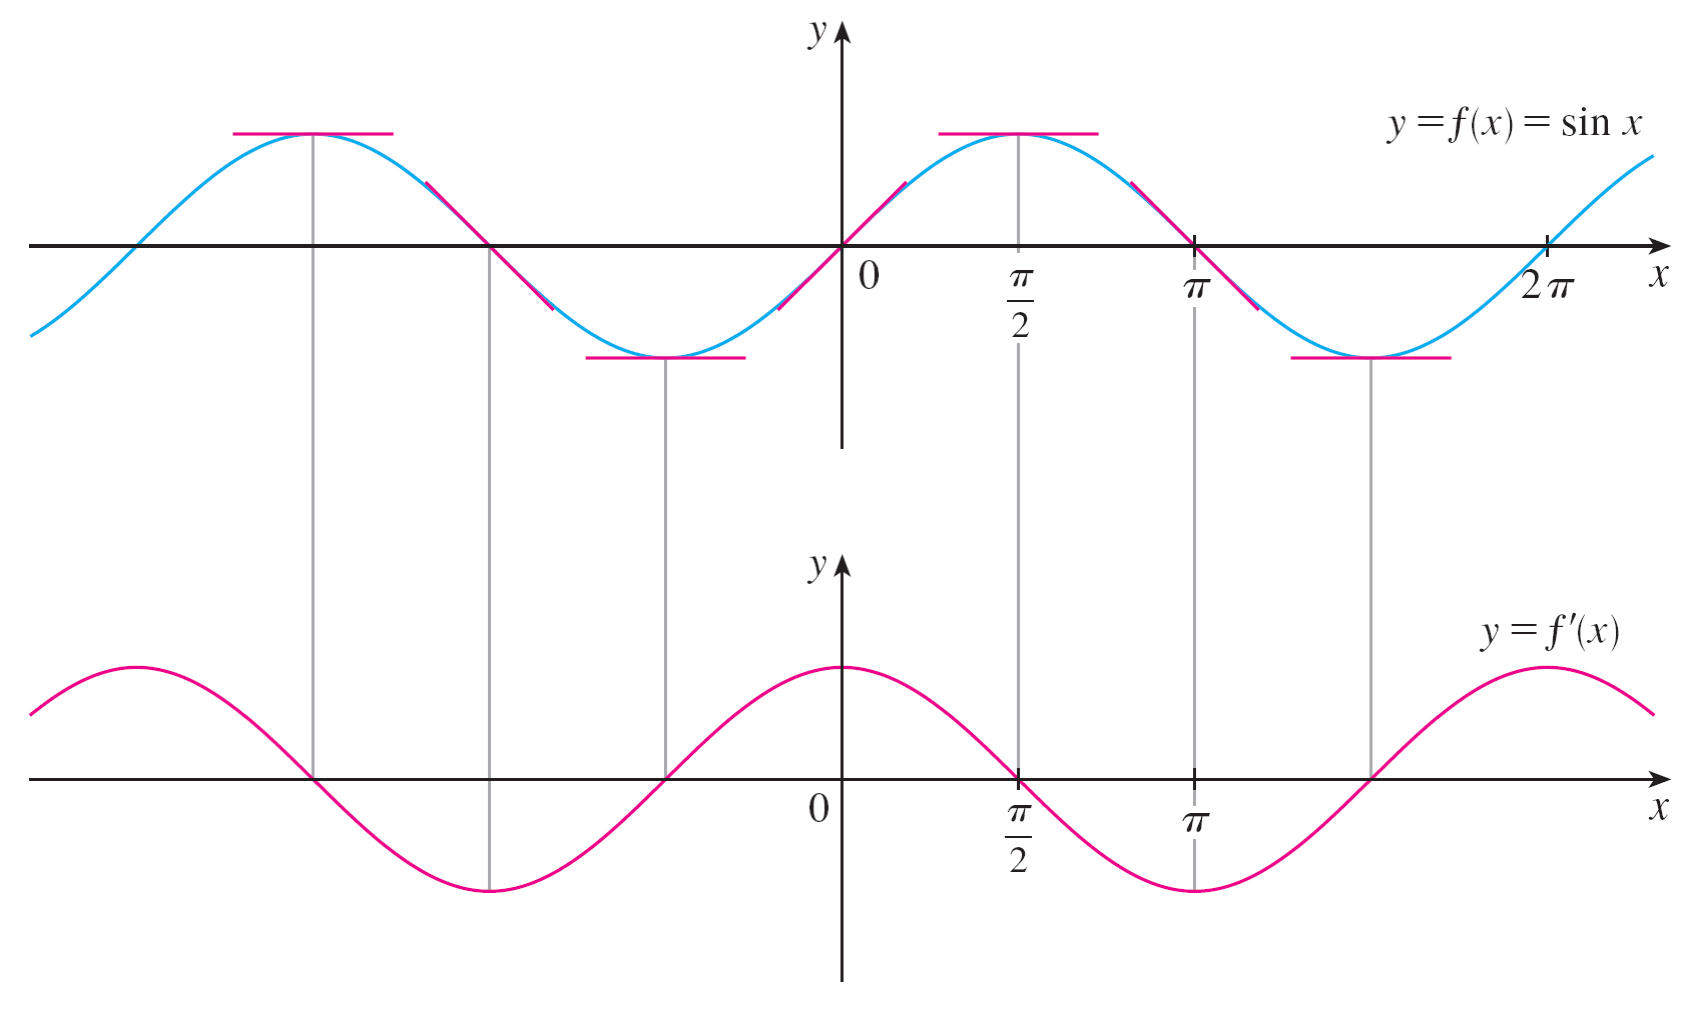 y
y = f(x) = sin x
0
π/2
π
2π
x
y
y = f′(x)
0
π/2
π
x